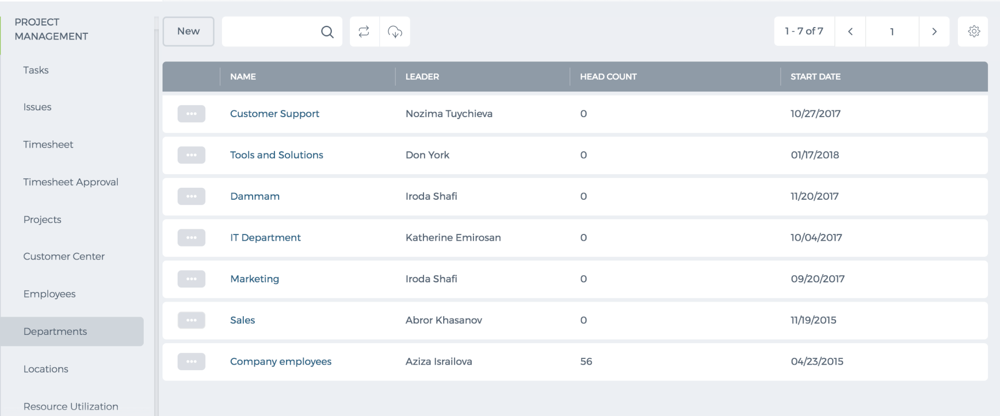 PROJECT
MANAGEMENT
Tasks
Issues
Timesheet
Timesheet Approval
Projects
Customer Center
Employees
Departments
Locations
Resource Utilization
New
1 - 7 of 7
1
NAME LEADER HEAD COUNT START DATE
Customer Support Nozima Tuychieva 0 10/27/2017
Tools and Solutions Don York 0 01/17/2018
Dammam Iroda Shafi 0 11/20/2017
IT Department Katherine Emirosan 0 10/04/2017
Marketing Iroda Shafi 0 09/20/2017
Sales Abror Khasanov 0 11/19/2015
Company employees Aziza Israilova 56 04/23/2015